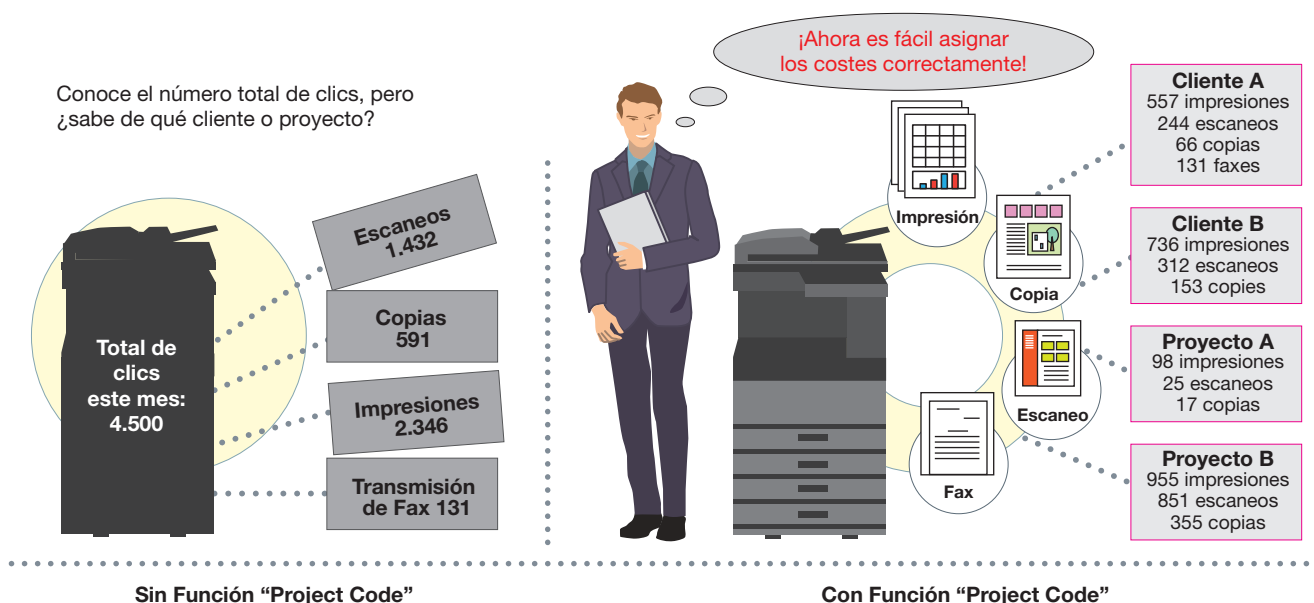 Conoce el número total de clics, pero
¿sabe de qué cliente o proyecto?
Total de
clics
este mes:
4.500
Escaneos
1.432
Copias
591
Impresiones
2.346
Transmisión
de Fax 131
Sin Función “Project Code”
¡Ahora es fácil asignar
los costes correctamente!
Impresión
Copia
Escaneo
Fax
Cliente A
557 impresiones
244 escaneos
66 copias
131 faxes
Cliente B
736 impresiones
312 escaneos
153 copies
Proyecto A
98 impresiones
25 escaneos
17 copias
Proyecto B
955 impresiones
851 escaneos
355 copias
Con Función “Project Code”